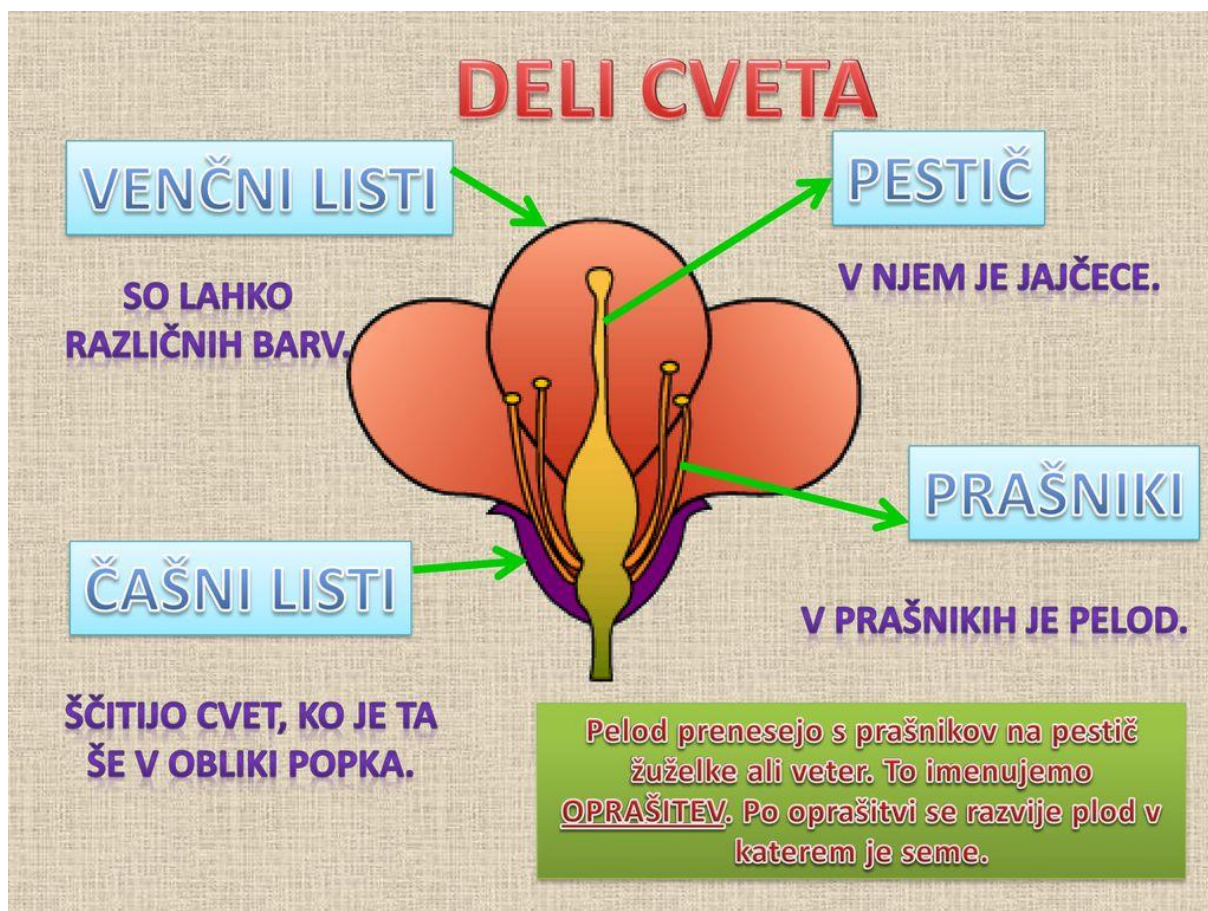 DELI CVETA
VENČNI LISTI
SO LAHKO
RAZLIČNIH BARV.
PESTIČ
V NJEM JE JAJČECE.
PRAŠNIKI
V PRAŠNIKIH JE PELOD.
ČAŠNI LISTI
ŠČITIJO CVET, KO JE TA
ŠE V OBLIKI POPKA.
Pelod prenesejo s prašnikov na pestič
žuželke ali veter. To imenujemo
OPRAŠITEV. Po oprašitvi se razvije plod v
katerem je seme.